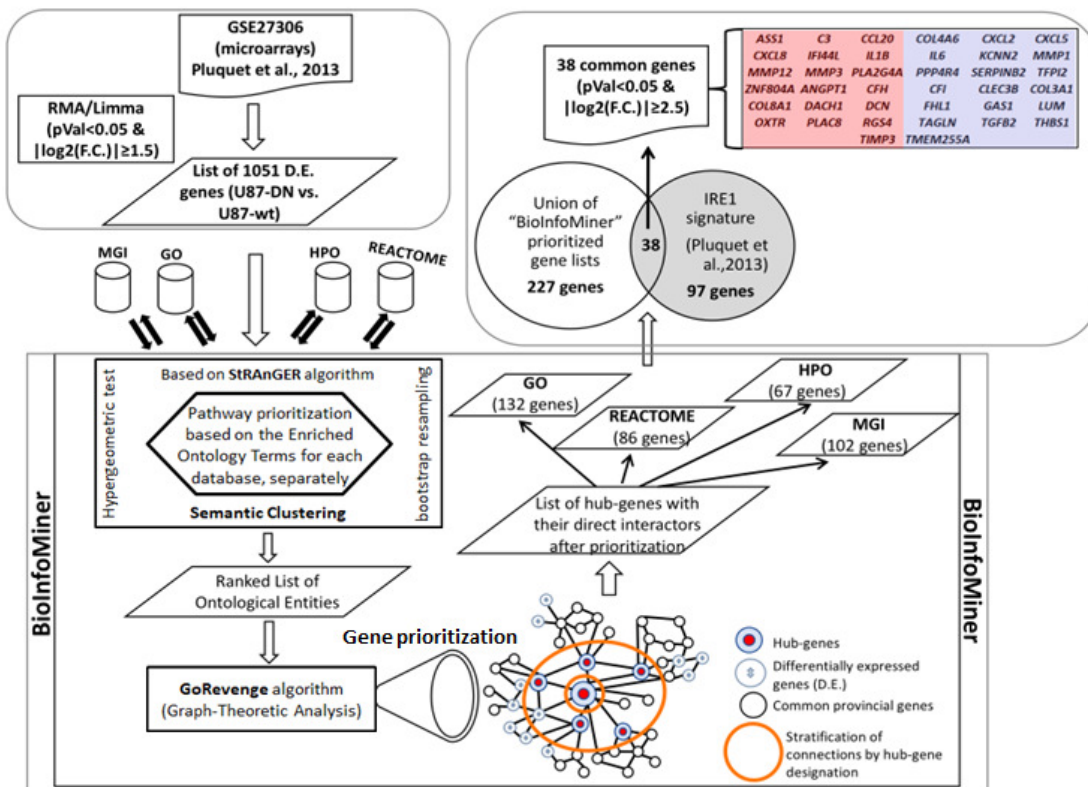 GSE27306
(microarrays)
Pluquet et al., 2013
RMA/Limma
(pVal<0.05 &
|log2(F.C.)|≥1.5)
List of 1051 D.E.
genes (U87-DN vs.
U87-wt)
MGI GO HPO REACTOME
38 common genes
(pVal<0.05 &
|log2(F.C.)|≥2.5)
ASS1 C3 CCL20 COL4A6 CXCL2 CXCL5
CXCL8 IFI44L IL1B IL6 KCNN2 MMP1
MMP12 MMP3 PLA2G4A PPP4R4 SERPINB2 TFPI2
ZNF804A ANGPT1 CFH CFI CLEC3B COL3A1
COL8A1 DACH1 DCN FHL1 GAS1 LUM
OXTR PLAC8 RGS4 TAGLN TGFB2 THBS1
TIMP3 TMEM255A
Union of
"BioInfoMiner"
prioritized
gene lists
227 genes
38
IRE1
signature
(Pluquet et
al.,2013)
97 genes
BioInfoMiner
Hypengeometric test
Based on StRAnGER algorithm
Pathway prioritization
based on the Enriched
Ontology Terms for each
database, separately
Semantic Clustering
bootstrap resampling
Ranked List of
Ontological Entities
GoRevenge algorithm
(Graph-Theoretic Analysis)
Gene prioritization
GO
(132 genes)
REACTOME
(86 genes)
HPO
(67 genes)
MGI
(102 genes)
List of hub-genes with
their direct interactors
after prioritization
Hub-genes
Differentially expressed
genes (D.E.)
Common provincial genes
Stratification of
connections by hub-gene
designation
BioInfoMiner